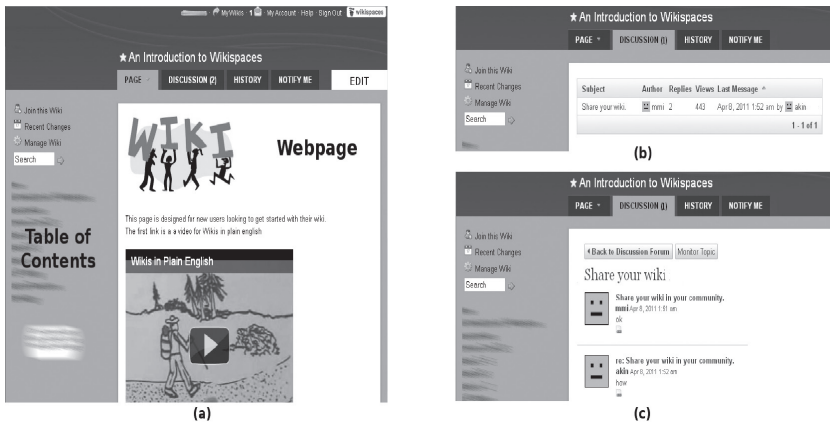 MyWikis · 1 · My Account · Help · Sign Out wikispaces
An Introduction to Wikispaces
PAGE DISCUSSION (2) HISTORY NOTIFY ME EDIT
Join this Wiki
Recent Changes
Manage Wiki
Search
Table of
Contents
WIKI
Webpage
This page is designed for new users looking to get started with their wiki.
The first link is a a video for Wikis in plain english
Wikis in Plain English
(a)
An Introduction to Wikispaces
PAGE DISCUSSION (1) HISTORY NOTIFY ME
Join this Wiki
Recent Changes
Manage Wiki
Search
Subject Author Replies Views Last Message
Share your wiki. mmi 2 443 Apr 8, 2011 1:52 am by akin
1 - 1 of 1
(b)
An Introduction to Wikispaces
PAGE DISCUSSION (1) HISTORY NOTIFY ME
Join this Wiki
Recent Changes
Manage Wiki
Search
Back to Discussion Forum Monitor Topic
Share your wiki
Share your wiki in your community.
mmi Apr 8, 2011 1:51 am
ok
re: Share your wiki in your community.
akin Apr 8, 2011 1:52 am
how
(c)